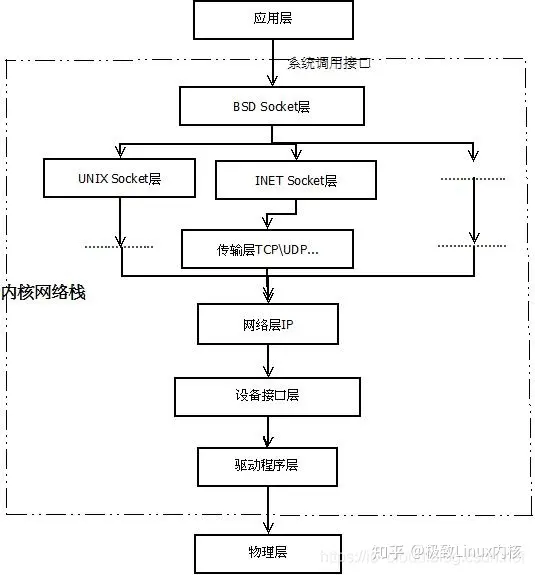 应用层
系统调用接口
BSD Socket层
UNIX Socket层
INET Socket层
传输层TCP\UDP...
内核网络栈
网络层IP
设备接口层
驱动程序层
物理层
知乎 @极致Linux内核